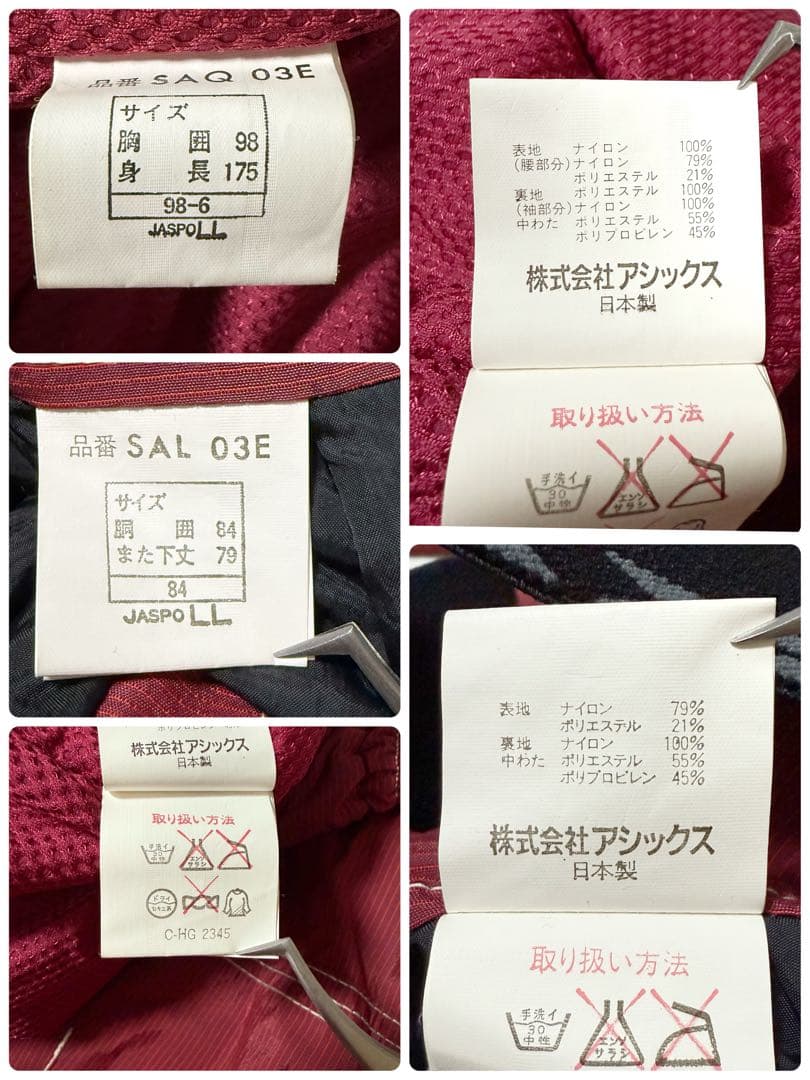 品番 SAQ 03E
サイズ
胸 囲 98
身 長 175
98-6
JASPO LL
表地 ナイロン 100%
(腰部分)ナイロン 79%
ポリエステル 21%
裏地 ポリエステル 100%
(袖部分)ナイロン 100%
中わた ポリエステル 55%
ポリプロピレン 45%
株式会社アシックス
日本製
取り扱い方法
手洗イ
30
中性
エンソ
サラシ
品番 SAL 03E
サイズ
胴 囲 84
また下丈 79
84
JASPO LL
株式会社アシックス
日本製
取り扱い方法
手洗イ
30
中性
エンソ
サラシ
ドライ
セキユ系
C-HG 2345
表地 ナイロン 79%
ポリエステル 21%
裏地 ナイロン 100%
中わた ポリエステル 55%
ポリプロピレン 45%
株式会社アシックス
日本製
取り扱い方法
手洗イ
30
中性
エンソ
サラシ